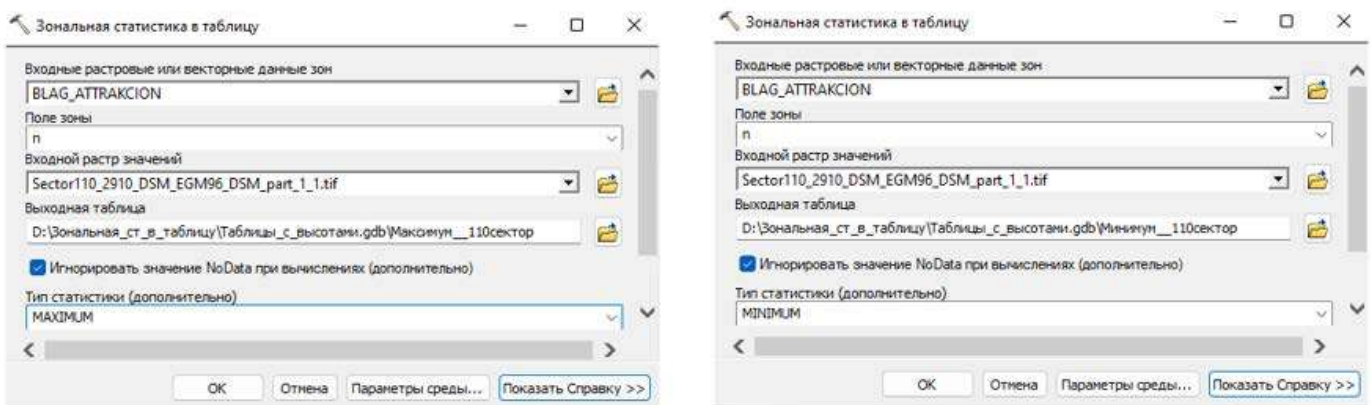 Зональная статистика в таблицу
Входные растровые или векторные данные зон
BLAG_ATTRAKCION
Поле зоны
n
Входной растр значений
Sector110_2910_DSM_EGM96_DSM_part_1_1.tif
Выходная таблица
D:\Зональная_ст_в_таблицу\Таблицы_с_высотами.gdb\Максимум__110сектор
Игнорировать значение NoData при вычислениях (дополнительно)
Тип статистики (дополнительно)
MAXIMUM
OK
Отмена
Параметры среды...
Показать Справку >>
Зональная статистика в таблицу
Входные растровые или векторные данные зон
BLAG_ATTRAKCION
Поле зоны
n
Входной растр значений
Sector110_2910_DSM_EGM96_DSM_part_1_1.tif
Выходная таблица
D:\Зональная_ст_в_таблицу\Таблицы_с_высотами.gdb\Минимум__110сектор
Игнорировать значение NoData при вычислениях (дополнительно)
Тип статистики (дополнительно)
MINIMUM
OK
Отмена
Параметры среды...
Показать Справку >>